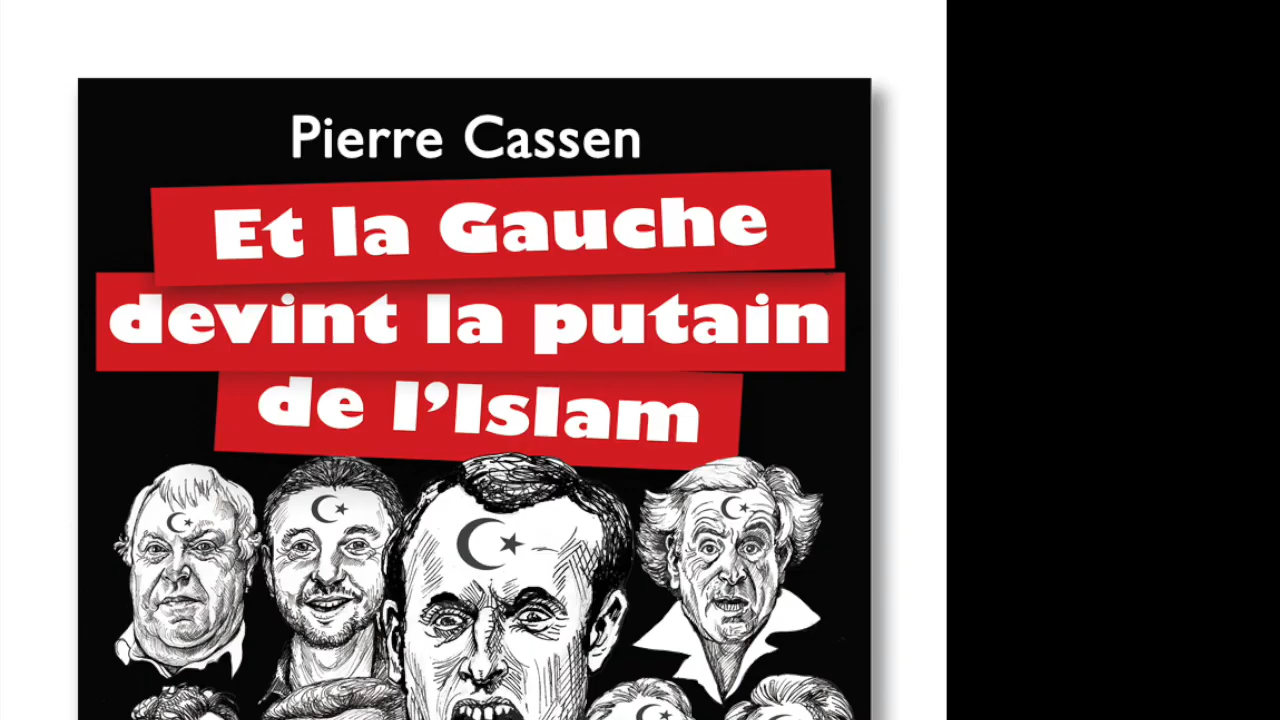 Pierre Cassen
Et la Gauche
devint la putain
de l’Islam